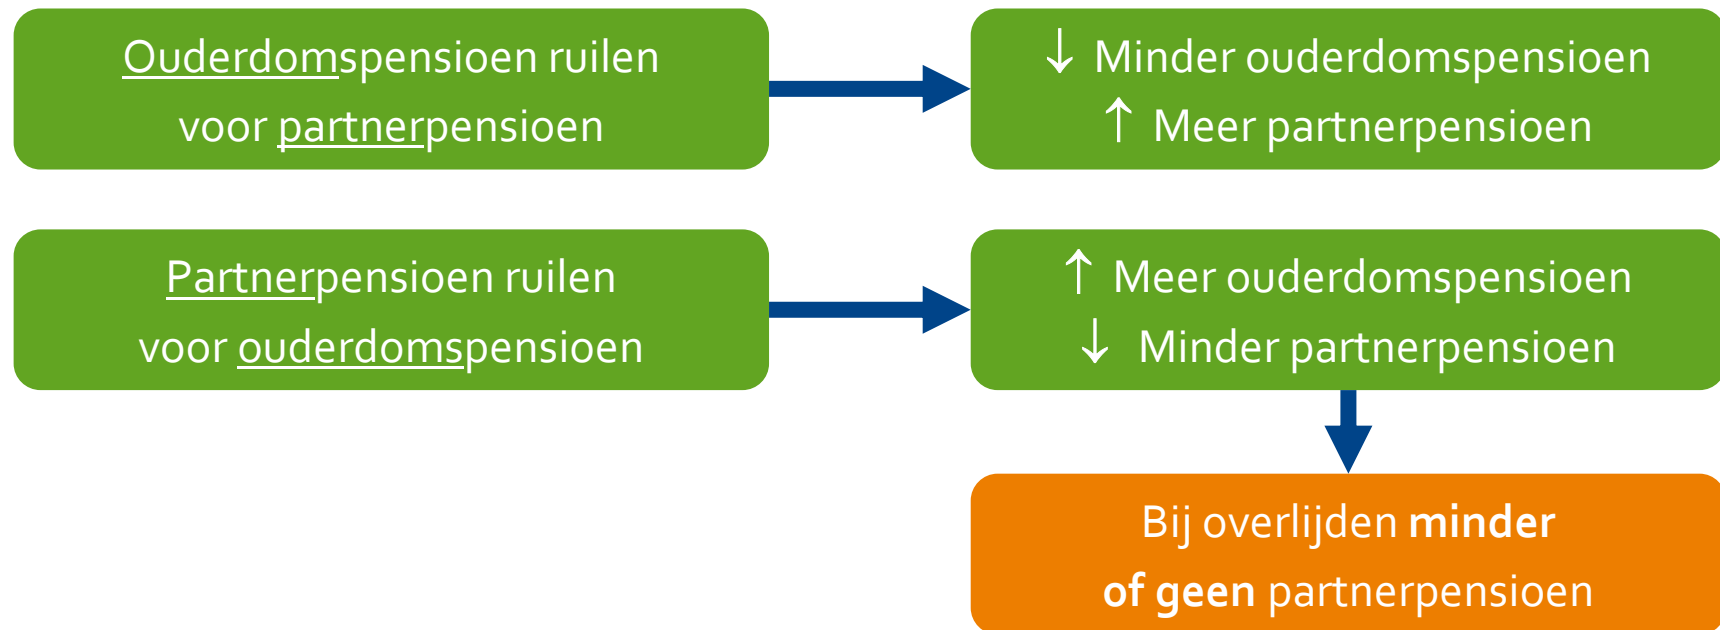 Ouderdomspensioen ruilen
voor partnerpensioen
↓ Minder ouderdomspensioen
↑ Meer partnerpensioen
Partnerpensioen ruilen
voor ouderdomspensioen
↑ Meer ouderdomspensioen
↓ Minder partnerpensioen
Bij overlijden minder
of geen partnerpensioen